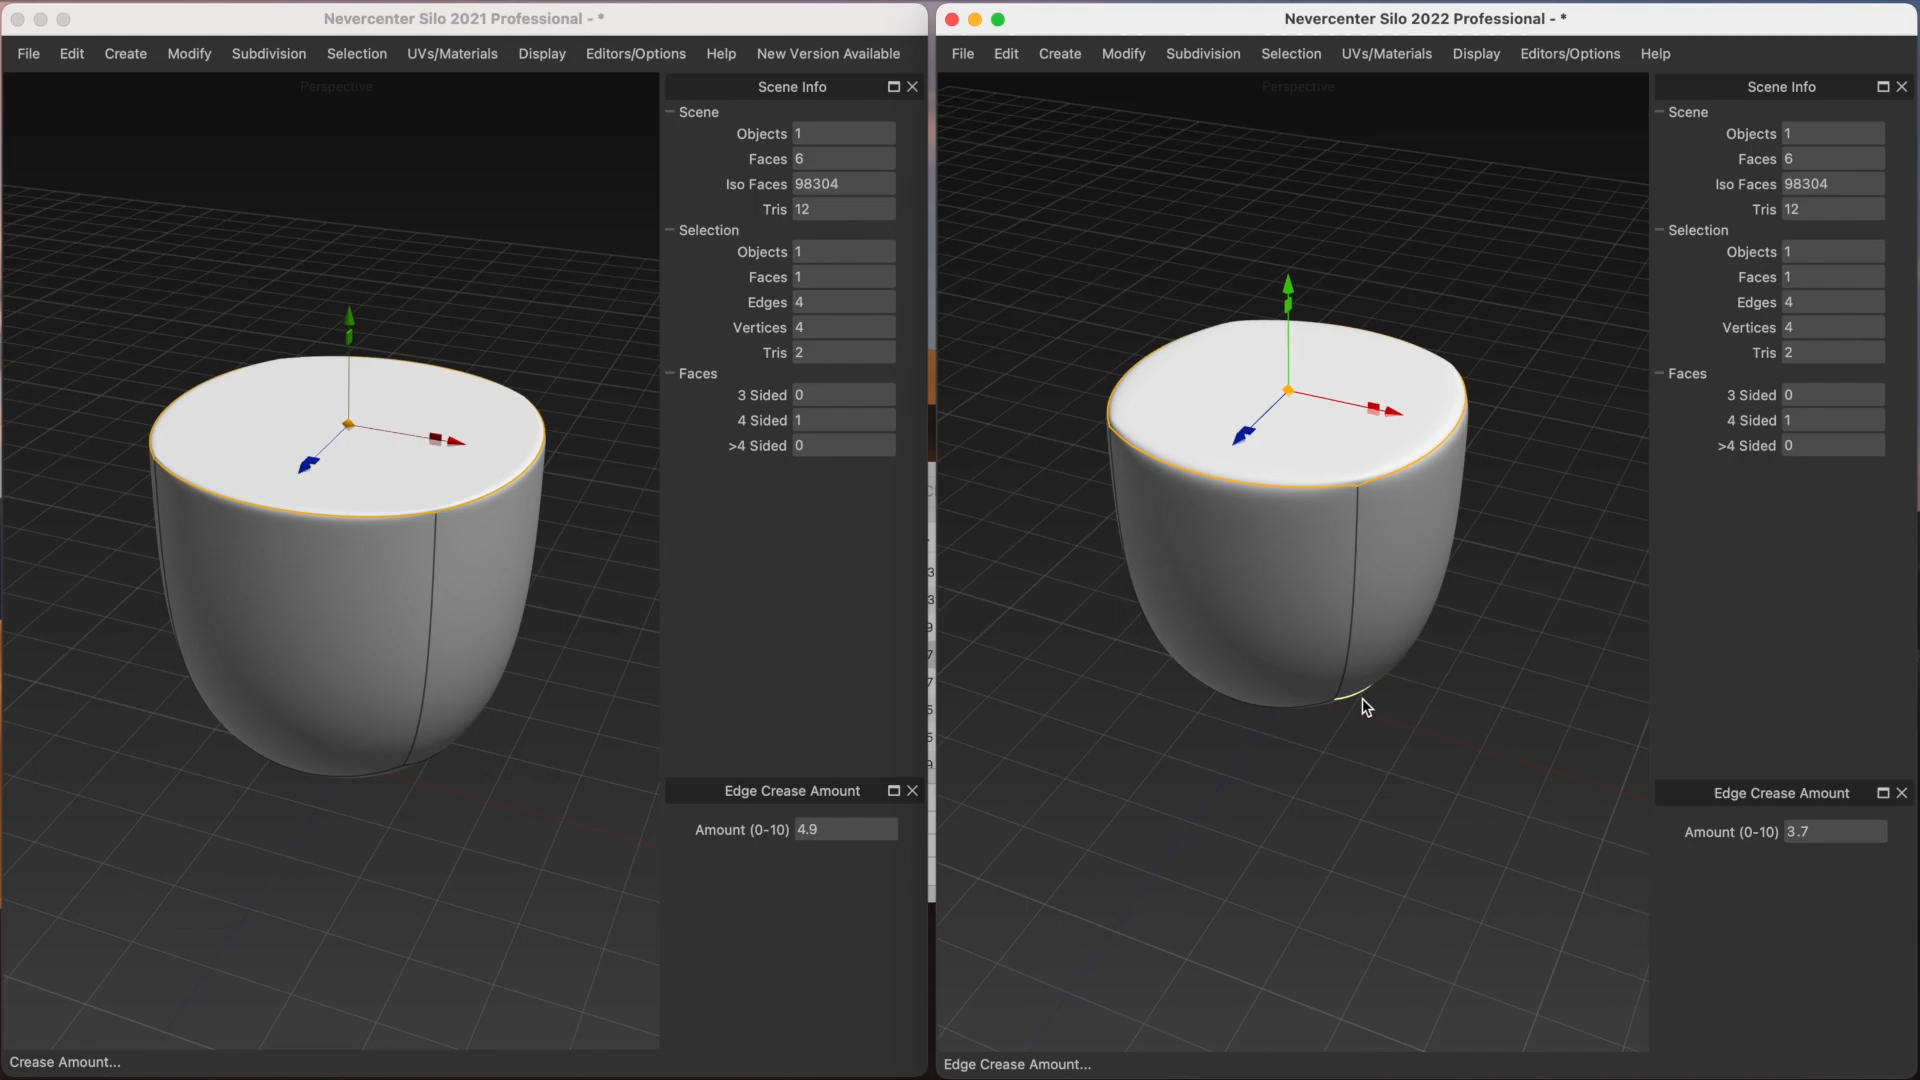 Nevercenter Silo 2021 Professional - *
File Edit Create Modify Subdivision Selection UVs/Materials Display Editors/Options Help New Version Available
Perspective
Scene Info
Scene
Objects 1
Faces 6
Iso Faces 98304
Tris 12
Selection
Objects 1
Faces 1
Edges 4
Vertices 4
Tris 2
Faces
3 Sided 0
4 Sided 1
>4 Sided 0
Edge Crease Amount
Amount (0-10) 4.9
Crease Amount...
Nevercenter Silo 2022 Professional - *
File Edit Create Modify Subdivision Selection UVs/Materials Display Editors/Options Help
Perspective
Scene Info
Scene
Objects 1
Faces 6
Iso Faces 98304
Tris 12
Selection
Objects 1
Faces 1
Edges 4
Vertices 4
Tris 2
Faces
3 Sided 0
4 Sided 1
>4 Sided 0
Edge Crease Amount
Amount (0-10) 3.7
Edge Crease Amount...